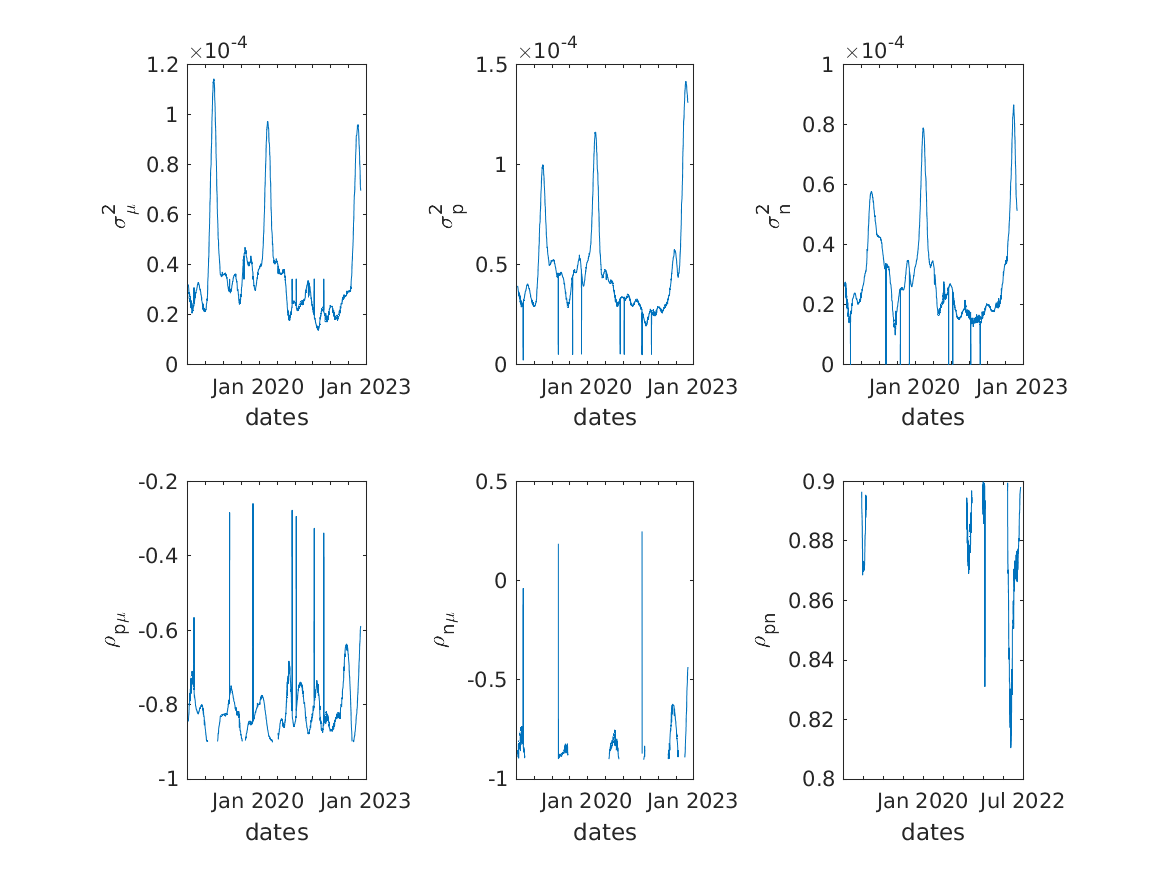 ×10-4 ×10-4 ×10-4
1.2 1.5 1
1 0.8
0.8 1 0.6
0.6
σ2μ σ2p σ2n
0.4 0.5 0.4
0.2 0.2
0 0 0
Jan 2020 Jan 2023 Jan 2020 Jan 2023 Jan 2020 Jan 2023
dates dates dates
-0.2 0.5 0.9
0.88
-0.4 0 0.86
-0.6
ρpμ ρnμ ρpn
-0.5 0.84
-0.8 0.82
-1 -1 0.8
Jan 2020 Jan 2023 Jan 2020 Jan 2023 Jan 2020 Jul 2022
dates dates dates